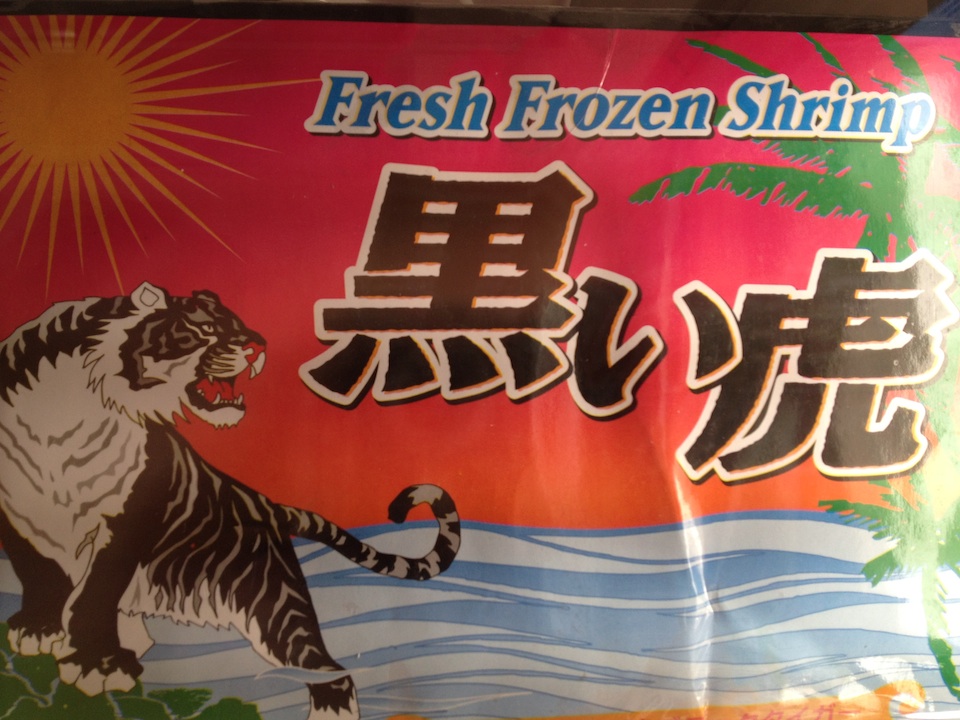 Fresh Frozen Shrimp
黒い虎